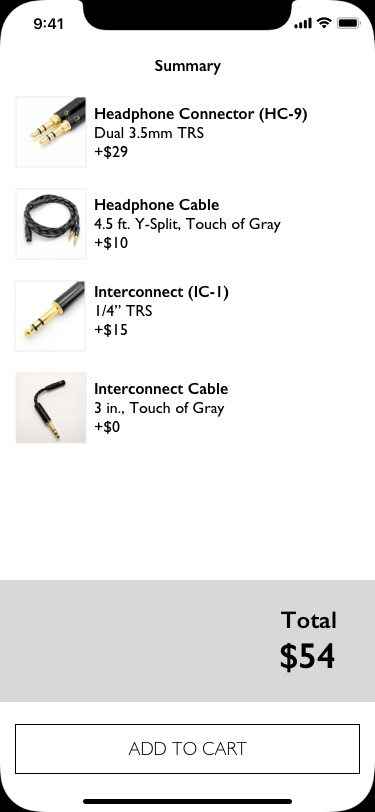 9:41
Summary
Headphone Connector (HC-9)
Dual 3.5mm TRS
+$29
Headphone Cable
4.5 ft. Y-Split, Touch of Gray
+$10
Interconnect (IC-1)
1/4” TRS
+$15
Interconnect Cable
3 in., Touch of Gray
+$0
Total
$54
ADD TO CART